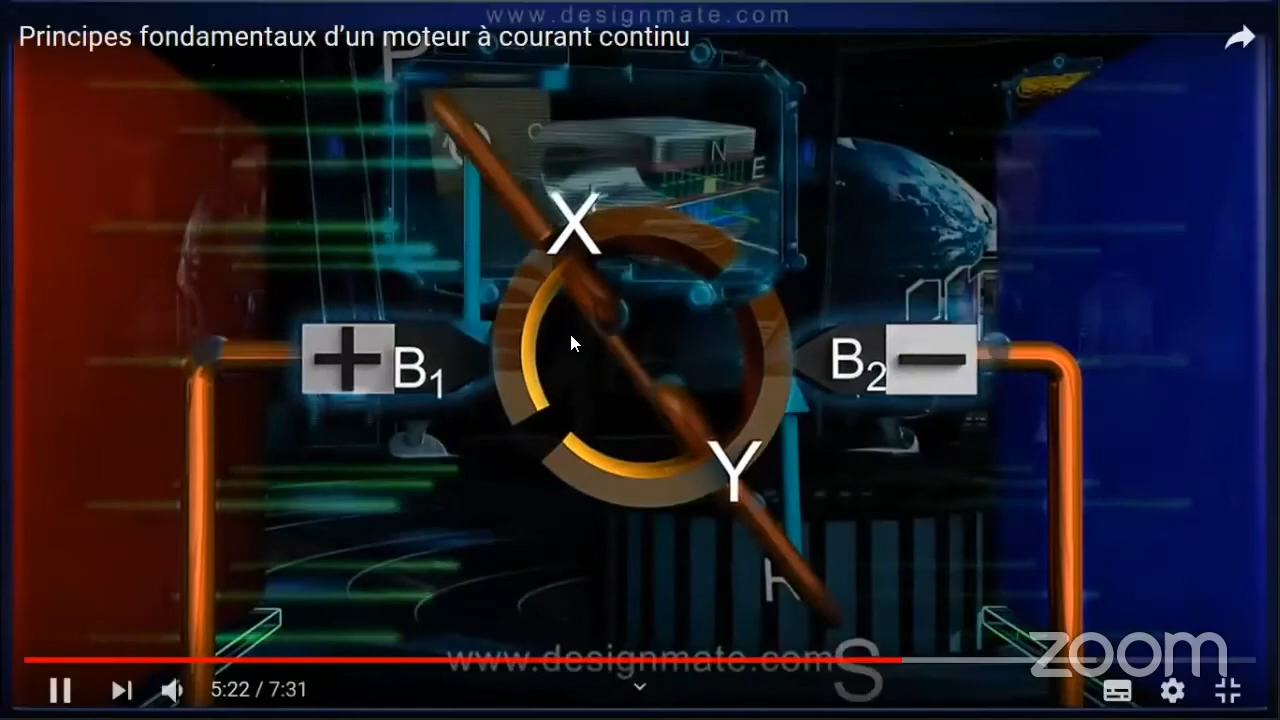 www.designmate.com
Principes fondamentaux d’un moteur à courant continu
P
Q
N
E
X
+ B1
B2 −
Y
R
S
www.designmate.com
zoom
5:22 / 7:31